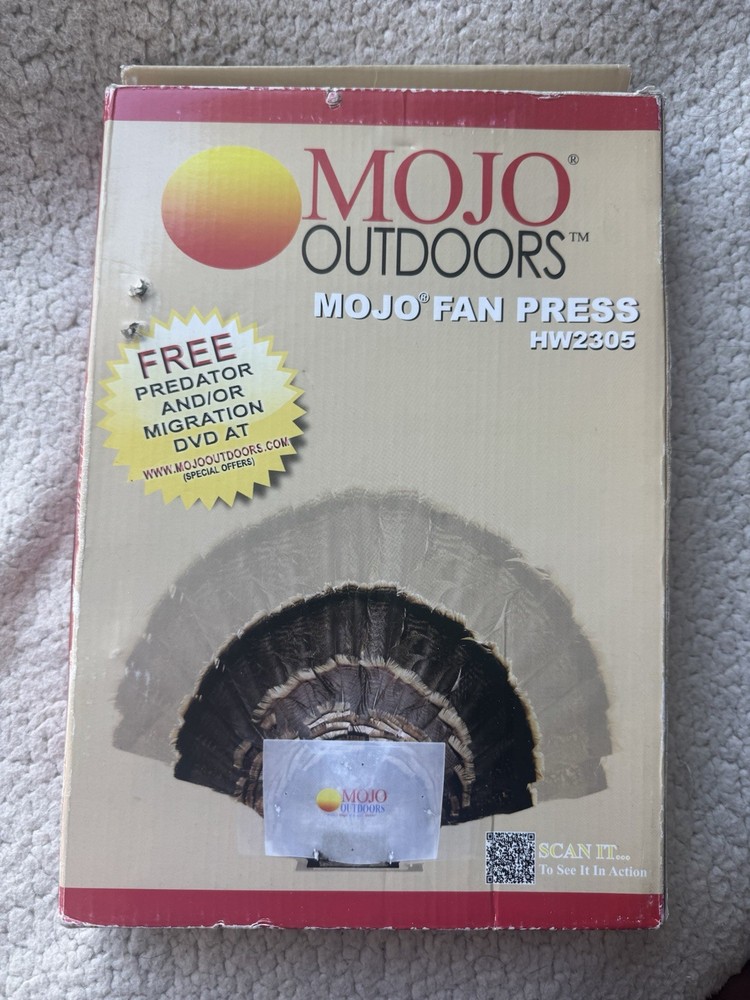 MOJO®
OUTDOORS™
MOJO® FAN PRESS
HW2305
FREE
PREDATOR
AND/OR
MIGRATION
DVD AT
WWW.MOJOOUTDOORS.COM
(SPECIAL OFFERS)
MOJO
OUTDOORS
SCAN IT...
To See It In Action